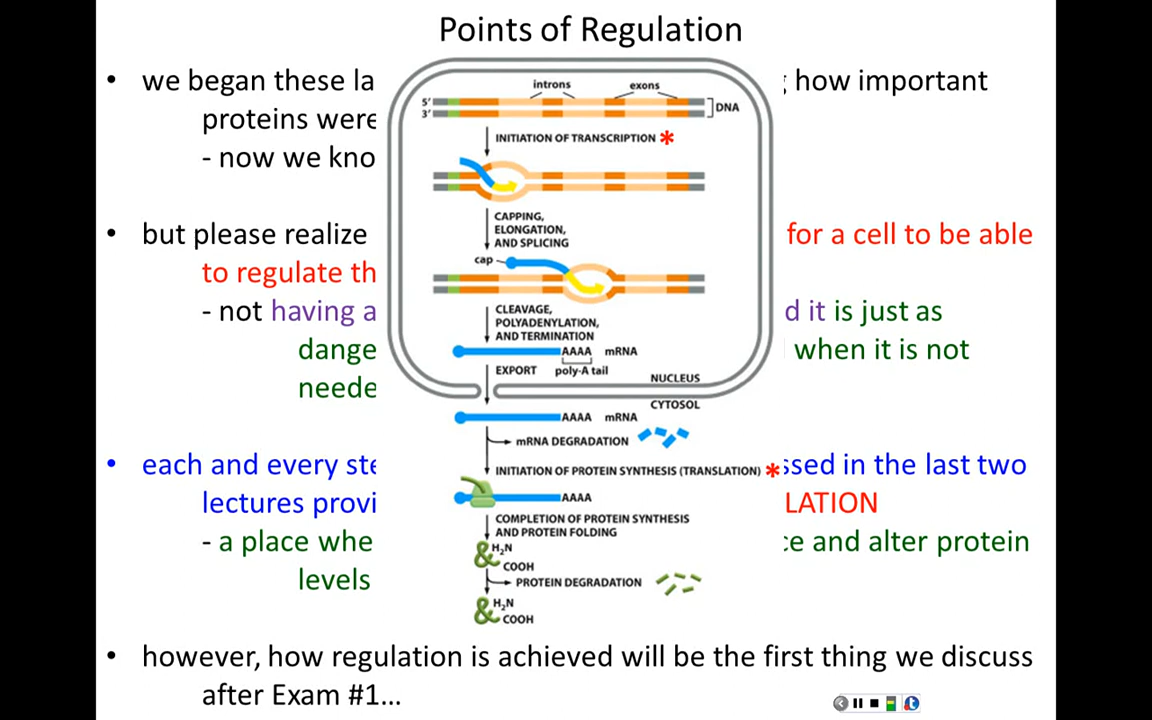 Points of Regulation
• we began these la
how important
proteins were
- now we kno
• but please realize
for a cell to be able
to regulate th
- not having a
d it is just as
dange
when it is not
neede
• each and every ste
ssed in the last two
lectures provi
LATION
- a place whe
ce and alter protein
levels
• however, how regulation is achieved will be the first thing we discuss
after Exam #1...
introns
exons
5'
3'
DNA
INITIATION OF TRANSCRIPTION *
CAPPING,
ELONGATION,
AND SPLICING
cap
CLEAVAGE,
POLYADENYLATION,
AND TERMINATION
AAAA mRNA
EXPORT poly-A tail
NUCLEUS
CYTOSOL
AAAA mRNA
mRNA DEGRADATION
INITIATION OF PROTEIN SYNTHESIS (TRANSLATION) *
AAAA
COMPLETION OF PROTEIN SYNTHESIS
AND PROTEIN FOLDING
H₂N
COOH
PROTEIN DEGRADATION
H₂N
COOH